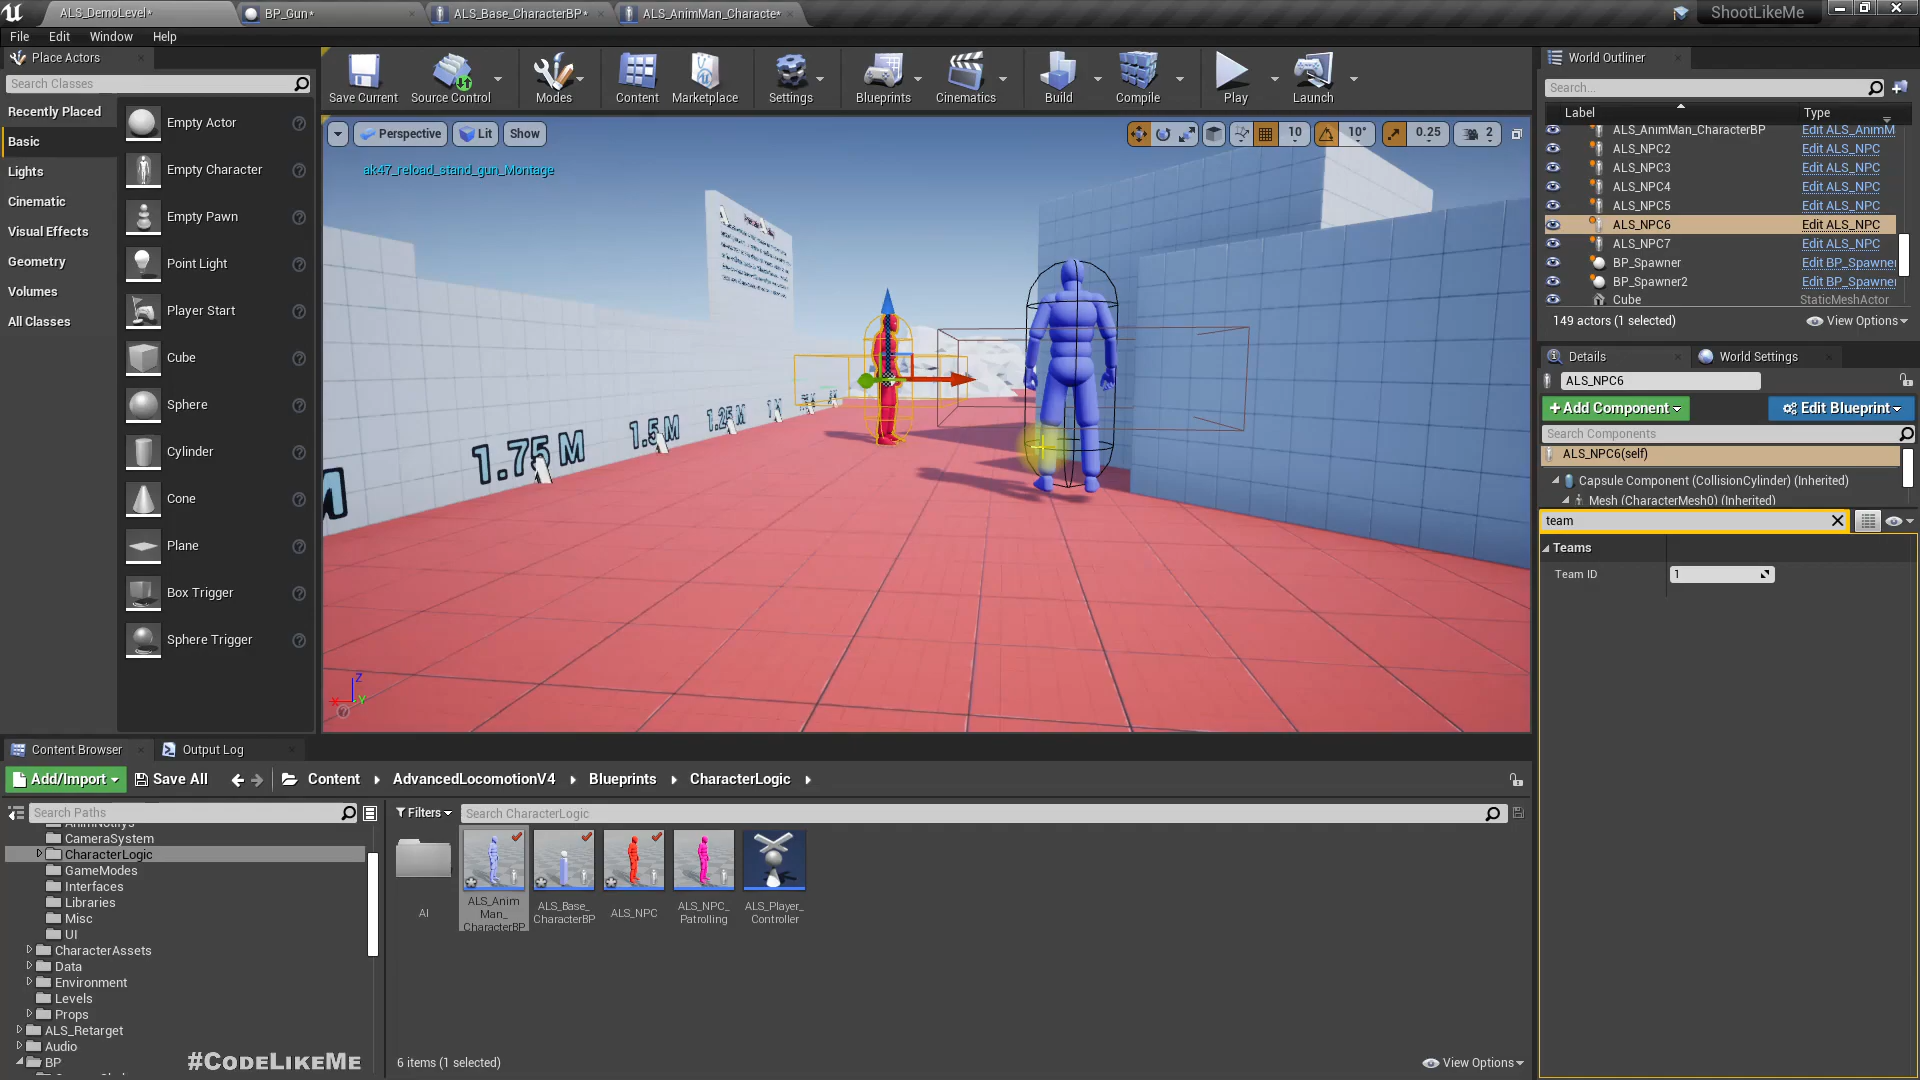 ALS_DemoLevel*
BP_Gun*
ALS_Base_CharacterBP*
ALS_AnimMan_Characte*
ShootLikeMe
File
Edit
Window
Help
Place Actors
Search Classes
Recently Placed
Basic
Lights
Cinematic
Visual Effects
Geometry
Volumes
All Classes
Empty Actor
Empty Character
Empty Pawn
Point Light
Player Start
Cube
Sphere
Cylinder
Cone
Plane
Box Trigger
Sphere Trigger
Save Current
Source Control
Modes
Content
Marketplace
Settings
Blueprints
Cinematics
Build
Compile
Play
Launch
Perspective
Lit
Show
10
10°
0.25
2
ak47_reload_stand_gun_Montage
M
1.75 M
1.5 M
1.25 M
1 M
Z
X
Y
World Outliner
Search...
Label
Type
ALS_AnimMan_CharacterBP
Edit ALS_AnimM
ALS_NPC2
Edit ALS_NPC
ALS_NPC3
Edit ALS_NPC
ALS_NPC4
Edit ALS_NPC
ALS_NPC5
Edit ALS_NPC
ALS_NPC6
Edit ALS_NPC
ALS_NPC7
Edit ALS_NPC
BP_Spawner
Edit BP_Spawner
BP_Spawner2
Edit BP_Spawner
Cube
StaticMeshActor
149 actors (1 selected)
View Options
Details
World Settings
ALS_NPC6
+Add Component
Edit Blueprint
Search Components
ALS_NPC6(self)
Capsule Component (CollisionCylinder) (Inherited)
Mesh (CharacterMesh0) (Inherited)
team
Teams
Team ID
1
Content Browser
Output Log
Add/Import
Save All
Content
AdvancedLocomotionV4
Blueprints
CharacterLogic
Search Paths
Filters
Search CharacterLogic
AnimNotifys
CameraSystem
CharacterLogic
GameModes
Interfaces
Libraries
Misc
UI
CharacterAssets
Data
Environment
Levels
Props
ALS_Retarget
Audio
BP
AI
ALS_Anim
Man_
CharacterBP
ALS_Base_
CharacterBP
ALS_NPC
ALS_NPC_
Patrolling
ALS_Player_
Controller
#CodeLikeMe
6 items (1 selected)
View Options